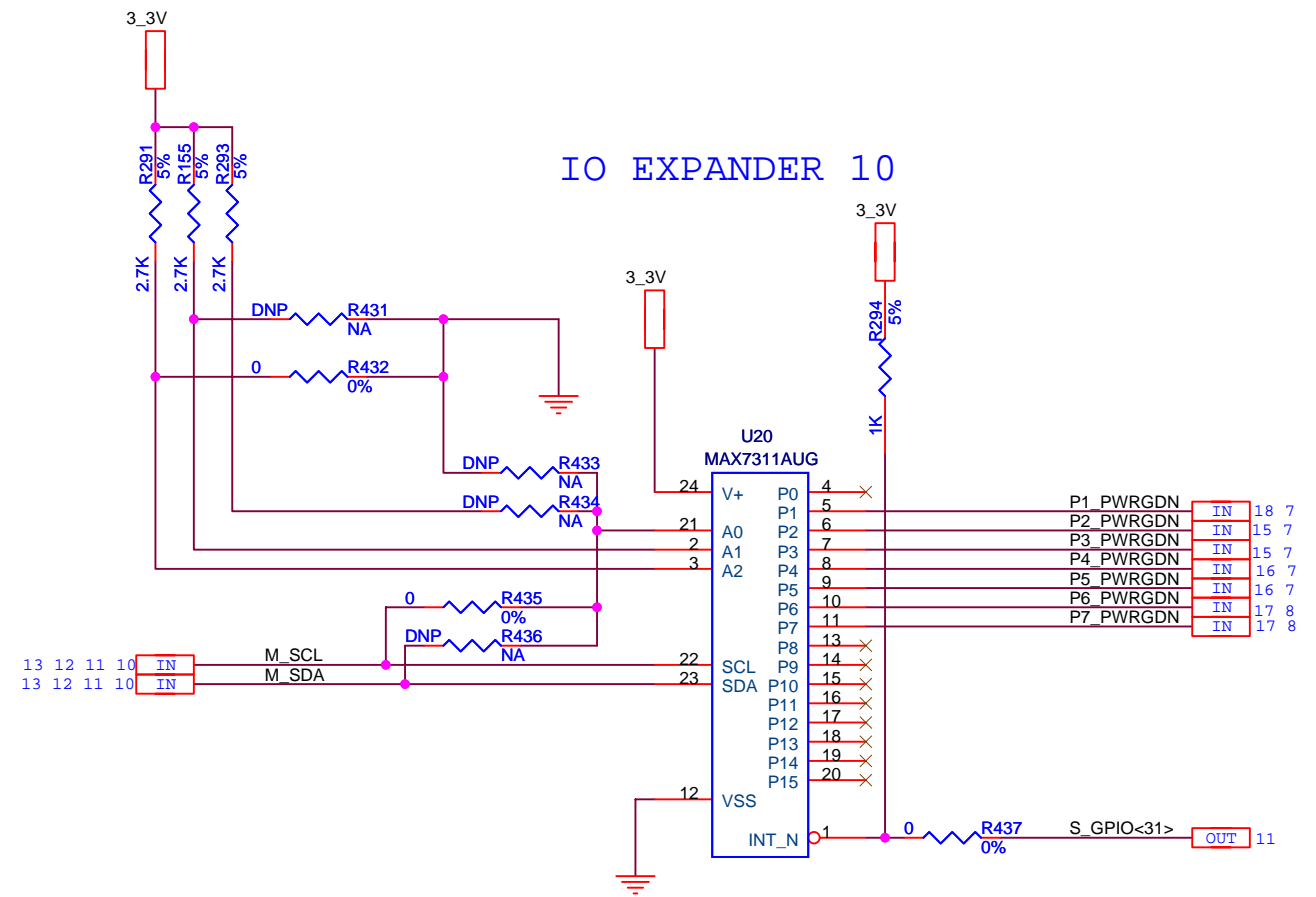 3_3V
IO EXPANDER 10
R291 5% 2.7K
R155 5% 2.7K
R293 5% 2.7K
3_3V
3_3V
R294 5% 1K
DNP R431 NA
0 R432 0%
DNP R433 NA
DNP R434 NA
0 R435 0%
DNP R436 NA
U20
MAX7311AUG
24 V+
21 A0
2 A1
3 A2
22 SCL
23 SDA
12 VSS
P0 4
P1 5
P2 6
P3 7
P4 8
P5 9
P6 10
P7 11
P8 13
P9 14
P10 15
P11 16
P12 17
P13 18
P14 19
P15 20
INT_N 1
P1_PWRGDN IN 18 7
P2_PWRGDN IN 15 7
P3_PWRGDN IN 15 7
P4_PWRGDN IN 16 7
P5_PWRGDN IN 16 7
P6_PWRGDN IN 17 8
P7_PWRGDN IN 17 8
13 12 11 10 IN M_SCL
13 12 11 10 IN M_SDA
0 R437 0%
S_GPIO<31> OUT 11